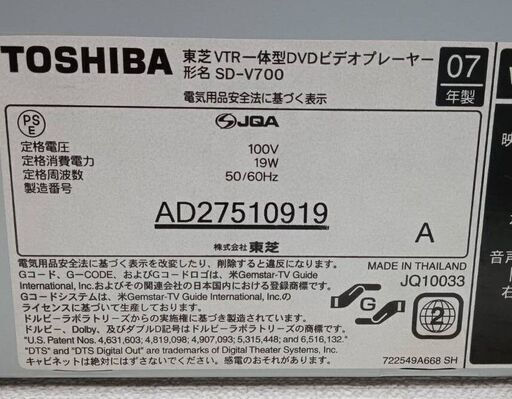 TOSHIBA
東芝 VTR一体型DVDビデオプレーヤー
形名 SD-V700
07
年製
電気用品安全法に基づく表示
PS
E
JQA
定格電圧 100V
定格消費電力 19W
定格周波数 50/60Hz
製造番号
AD27510919
A
株式会社 東芝
電気用品安全法に基づく表示を改変したり、削除すると違反になります。
Gコード、G-CODE、およびGコードロゴは、米Gemstar-TV Guide
International, Inc.およびその関連会社の日本国内における登録商標です。
Gコードシステムは、米Gemstar-TV Guide International, Inc.の
ライセンスに基づいて生産しております。
ドルビーラボラトリーズからの実施権に基づき製造されています。
ドルビー、Dolby、及びダブルD記号はドルビーラボラトリーズの商標です。
"U.S. Patent Nos. 4,631,603; 4,819,098; 4,907,093; 5,315,448; and 6,516,132."
"DTS" and "DTS Digital Out" are trademarks of Digital Theater Systems, Inc.
キャビネットは絶対にはずさないでください。感電のおそれがあります。
MADE IN THAILAND
JQ10033
G
2
722549A668 SH
映
音声
右